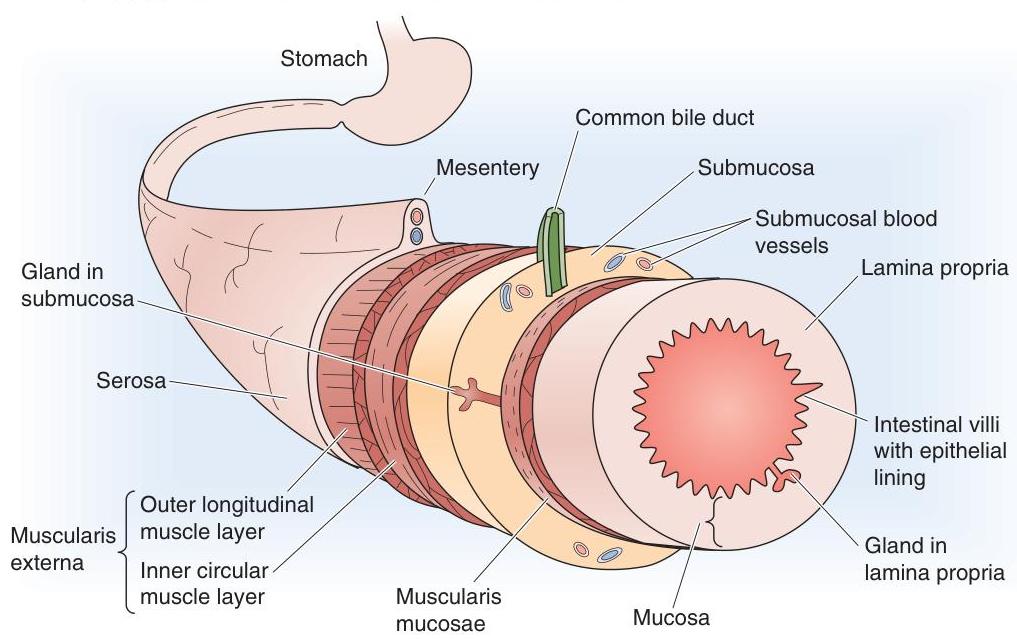 Stomach
Common bile duct
Mesentery
Submucosa
Submucosal blood
vessels
Gland in
submucosa
Lamina propria
Serosa
Intestinal villi
with epithelial
lining
Outer longitudinal
muscle layer
Muscularis
externa
Inner circular
muscle layer
Gland in
lamina propria
Muscularis
mucosae
Mucosa